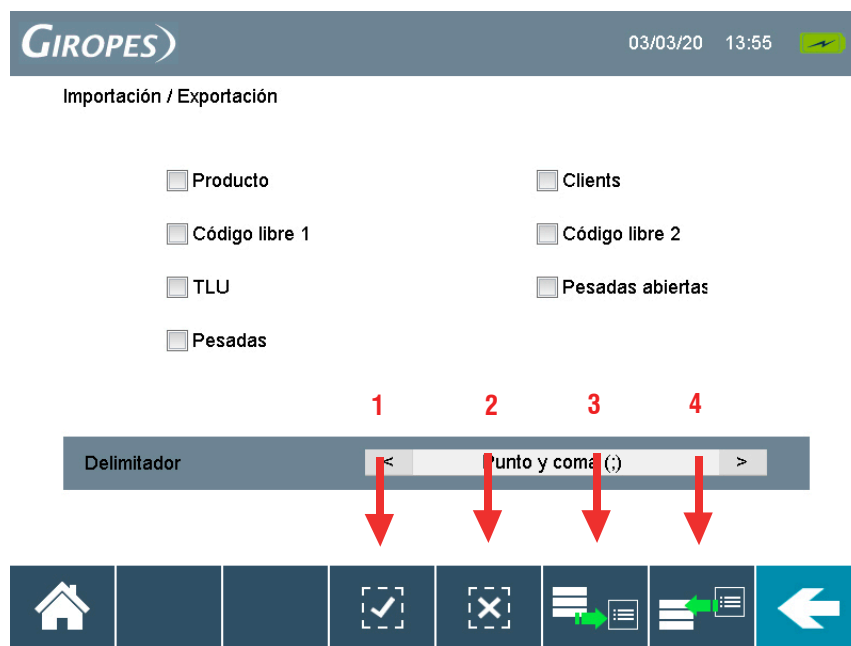 GIROPES
03/03/20 13:55
Importación / Exportación
Producto
Clients
Código libre 1
Código libre 2
TLU
Pesadas abiertas
Pesadas
1 2 3 4
Delimitador < Punto y coma (;) >